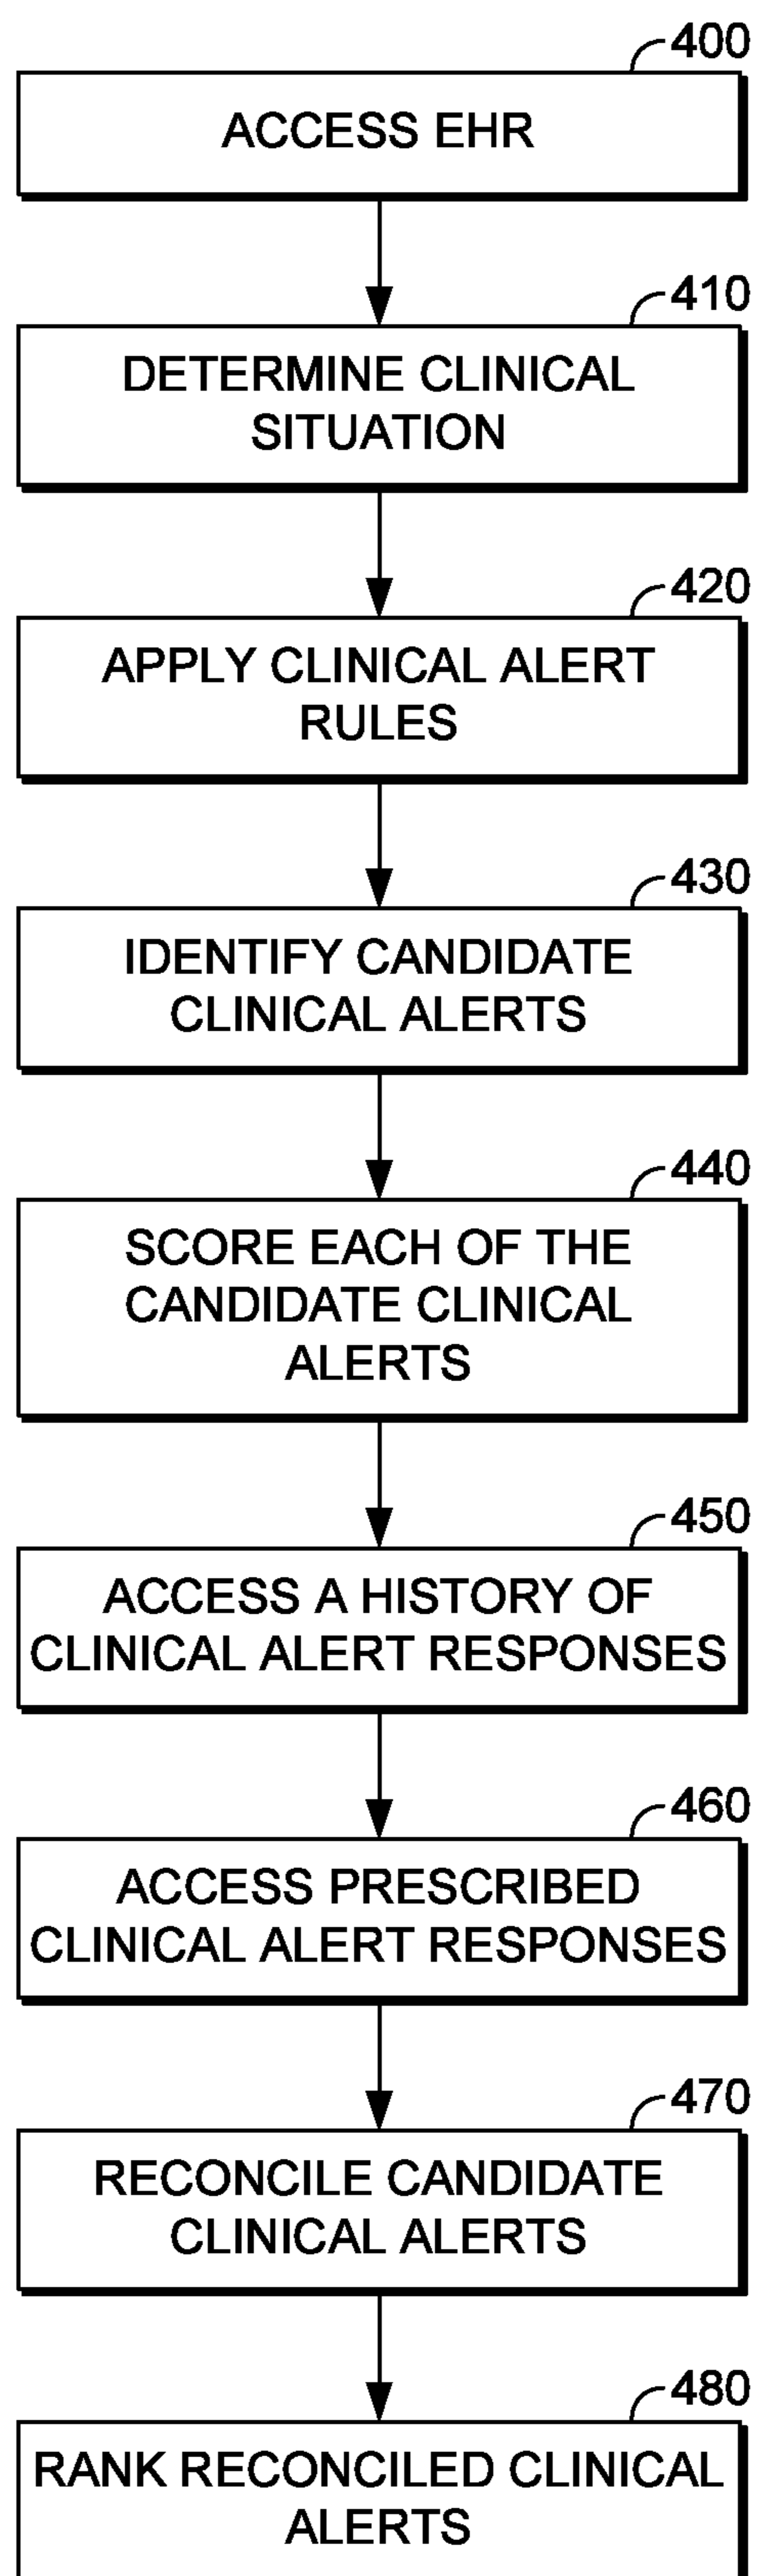 400
ACCESS EHR
410
DETERMINE CLINICAL
SITUATION
420
APPLY CLINICAL ALERT
RULES
430
IDENTIFY CANDIDATE
CLINICAL ALERTS
440
SCORE EACH OF THE
CANDIDATE CLINICAL
ALERTS
450
ACCESS A HISTORY OF
CLINICAL ALERT RESPONSES
460
ACCESS PRESCRIBED
CLINICAL ALERT RESPONSES
470
RECONCILE CANDIDATE
CLINICAL ALERTS
480
RANK RECONCILED CLINICAL
ALERTS